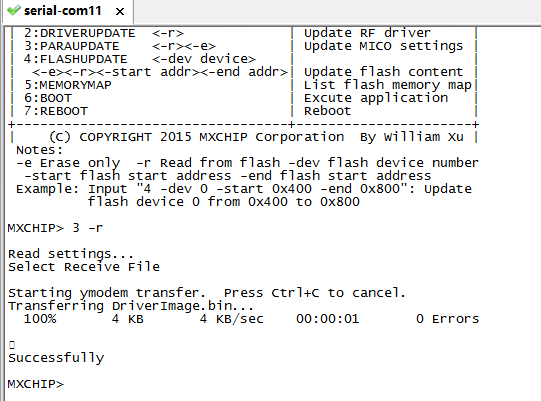 serial-com11 ×
| 2:DRIVERUPDATE <-r> | Update RF driver |
| 3:PARAUPDATE <-r><-e> | Update MICO settings |
| 4:FLASHUPDATE <-dev device> | |
| <-e><-r><-start addr><-end addr>| Update flash content |
| 5:MEMORYMAP | List flash memory map|
| 6:BOOT | Excute application |
| 7:REBOOT | Reboot |
+----------------------------------+----------------------+
| (C) COPYRIGHT 2015 MXCHIP Corporation By William Xu |
Notes:
-e Erase only -r Read from flash -dev flash device number
-start flash start address -end flash start address
Example: Input "4 -dev 0 -start 0x400 -end 0x800": Update
flash device 0 from 0x400 to 0x800
MXCHIP> 3 -r
Read settings...
Select Receive File
Starting ymodem transfer. Press Ctrl+C to cancel.
Transferring DriverImage.bin...
100% 4 KB 4 KB/sec 00:00:01 0 Errors
Successfully
MXCHIP>